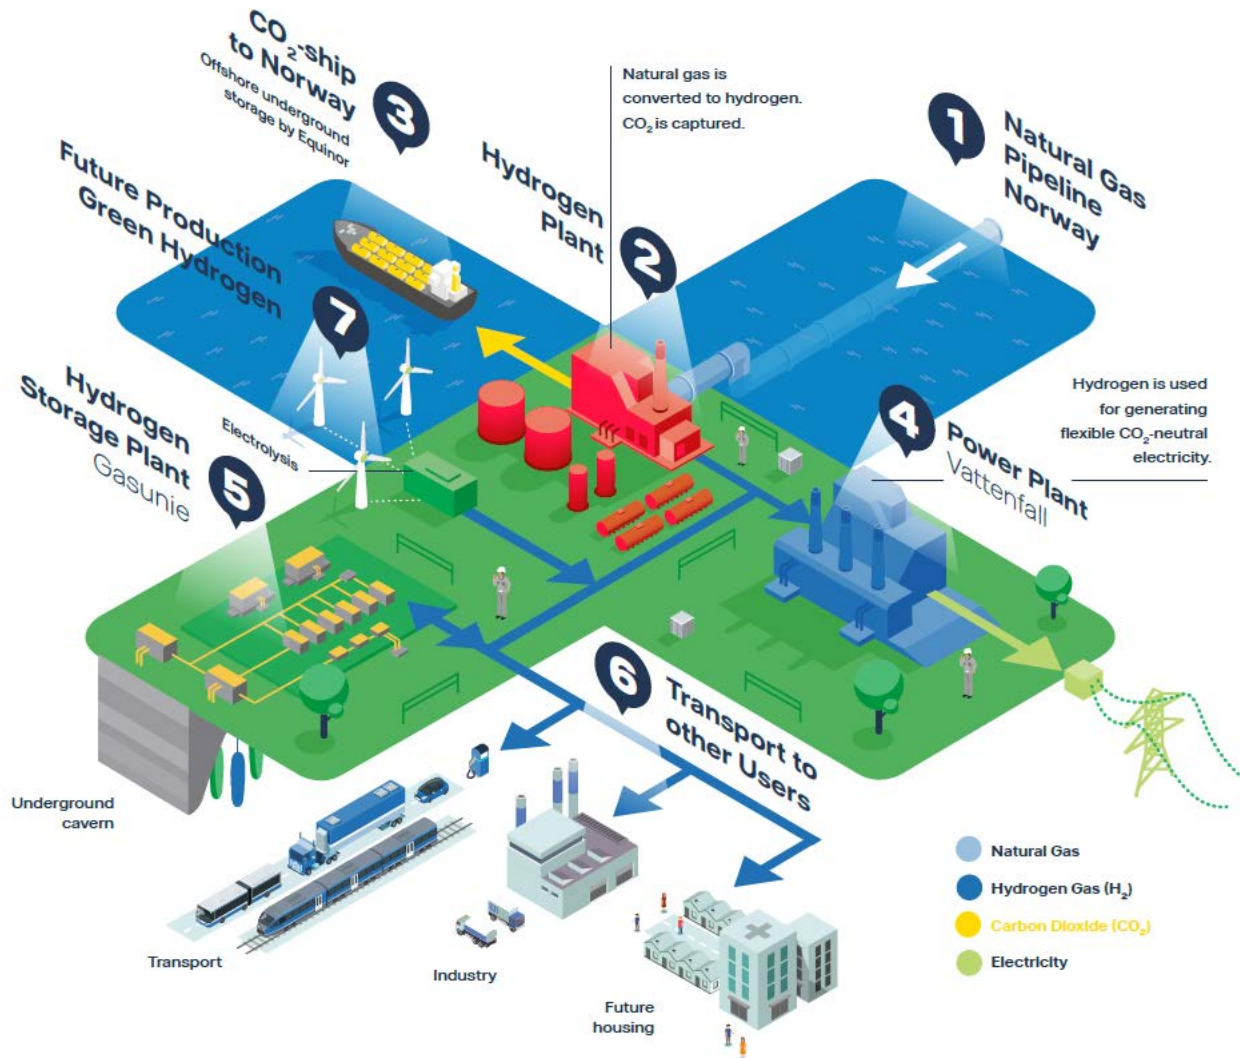 CO₂-ship
to Norway
Offshore underground
storage by Equinor
3
Natural gas is
converted to hydrogen.
CO₂ is captured.
1
Natural Gas
Pipeline
Norway
Hydrogen
Plant
2
Future Production
Green Hydrogen
7
Electrolysis
Hydrogen
Storage Plant
Gasunie
5
4
Power Plant
Vattenfall
Hydrogen is used
for generating
flexible CO₂-neutral
electricity.
6
Transport to
other Users
Underground
cavern
Transport
Industry
Future
housing
Natural Gas
Hydrogen Gas (H₂)
Carbon Dioxide (CO₂)
Electricity